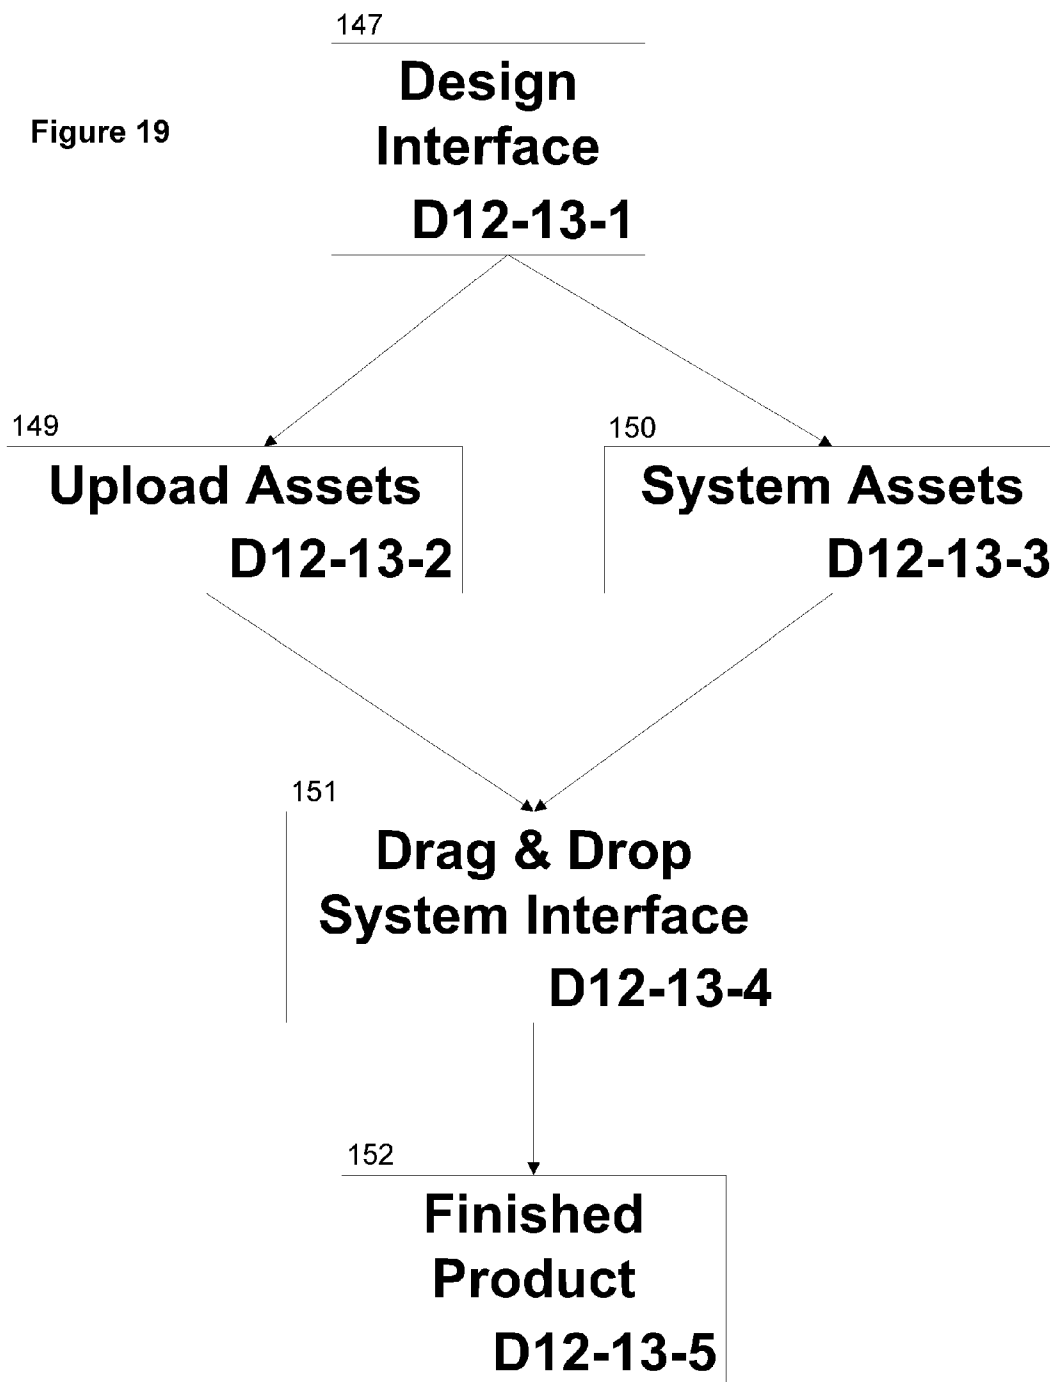 147
Design
Interface
D12-13-1
Figure 19
149
Upload Assets
D12-13-2
150
System Assets
D12-13-3
151
Drag & Drop
System Interface
D12-13-4
152
Finished
Product
D12-13-5